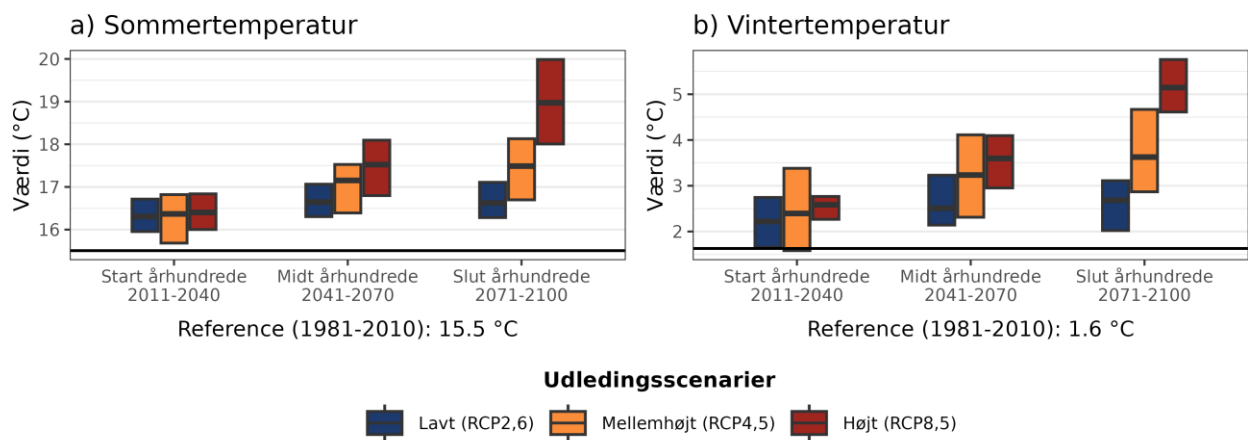 a) Sommertemperatur
Værdi (°C)
20
19
18
17
16
Start århundrede
2011-2040
Midt århundrede
2041-2070
Slut århundrede
2071-2100
Reference (1981-2010): 15.5 °C
b) Vintertemperatur
Værdi (°C)
5
4
3
2
Start århundrede
2011-2040
Midt århundrede
2041-2070
Slut århundrede
2071-2100
Reference (1981-2010): 1.6 °C
Udledingsscenarier
Lavt (RCP2,6)
Mellemhøjt (RCP4,5)
Højt (RCP8,5)